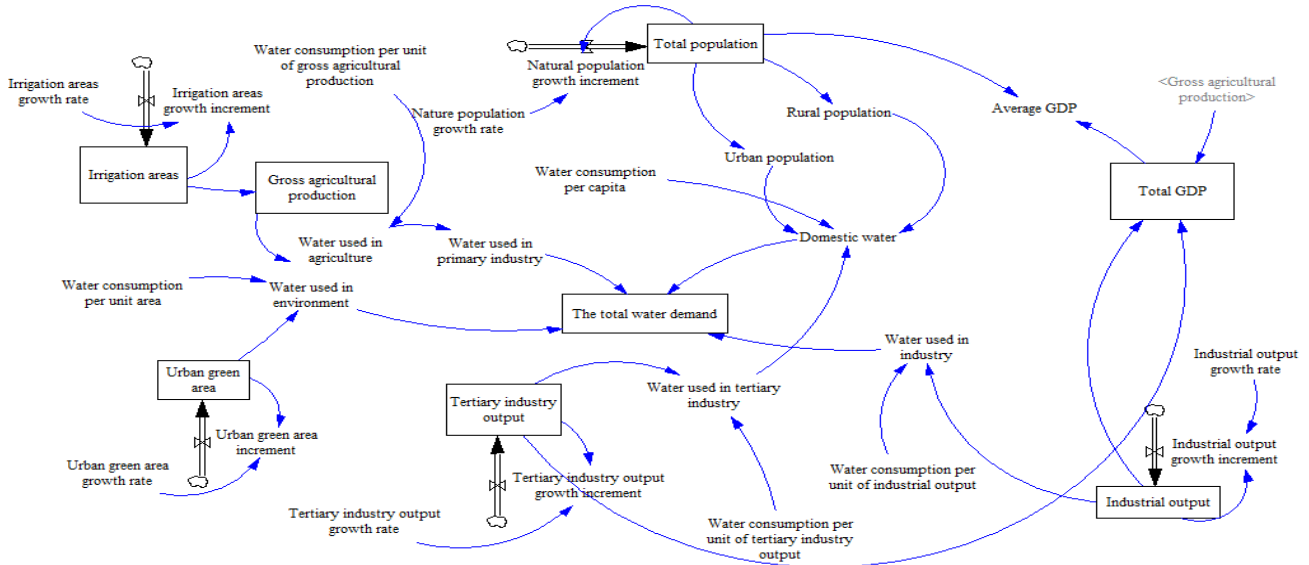 Total population
Water consumption per unit
of gross agricultural
production
Natural population
growth increment
Irrigation areas
growth rate
Irrigation areas
growth increment
<Gross agricultural
production>
Average GDP
Nature population
growth rate
Rural population
Urban population
Irrigation areas
Gross agricultural
production
Water consumption
per capita
Total GDP
Water used in
agriculture
Water used in
primary industry
Domestic water
Water consumption
per unit area
Water used in
environment
The total water demand
Water used in
industry
Industrial output
growth rate
Urban green
area
Water used in tertiary
industry
Tertiary industry
output
Urban green area
increment
Industrial output
growth increment
Urban green area
growth rate
Tertiary industry output
growth increment
Water consumption per
unit of industrial output
Industrial output
Tertiary industry output
growth rate
Water consumption per
unit of tertiary industry
output